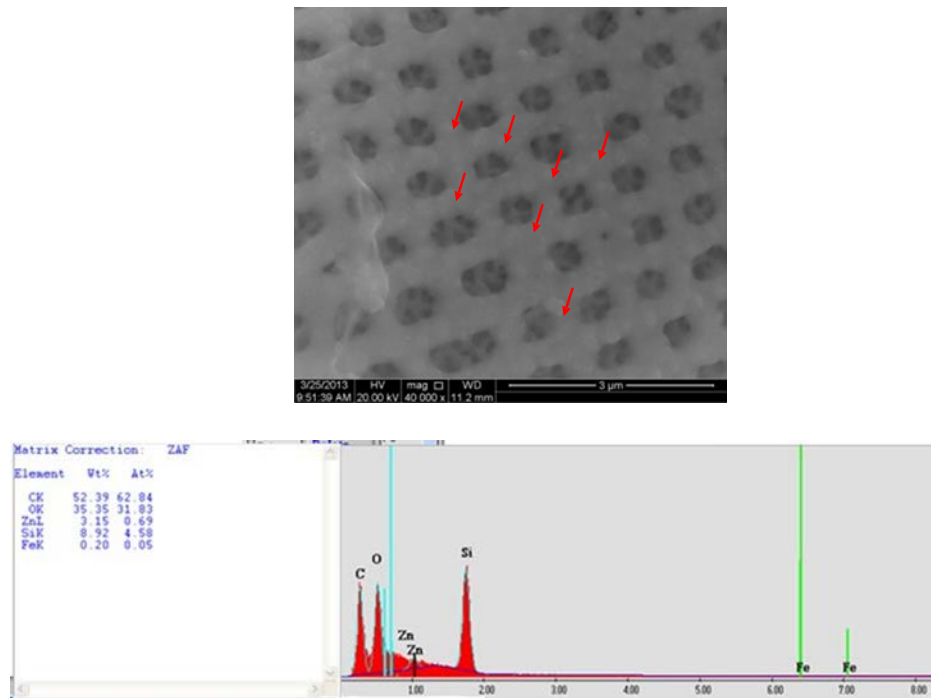 3/25/2013 HV mag □ WD 3 µm
9:51:39 AM 20.00 kV 40 000 x 11.2 mm
Matrix Correction: ZAF
Element Wt% At%
CK 52.39 62.84
OK 35.35 31.83
ZnL 3.15 0.69
SiK 8.92 4.58
FeK 0.20 0.05
C
O
Zn
Zn
Si
Fe
Fe
1.00 2.00 3.00 4.00 5.00 6.00 7.00 8.00